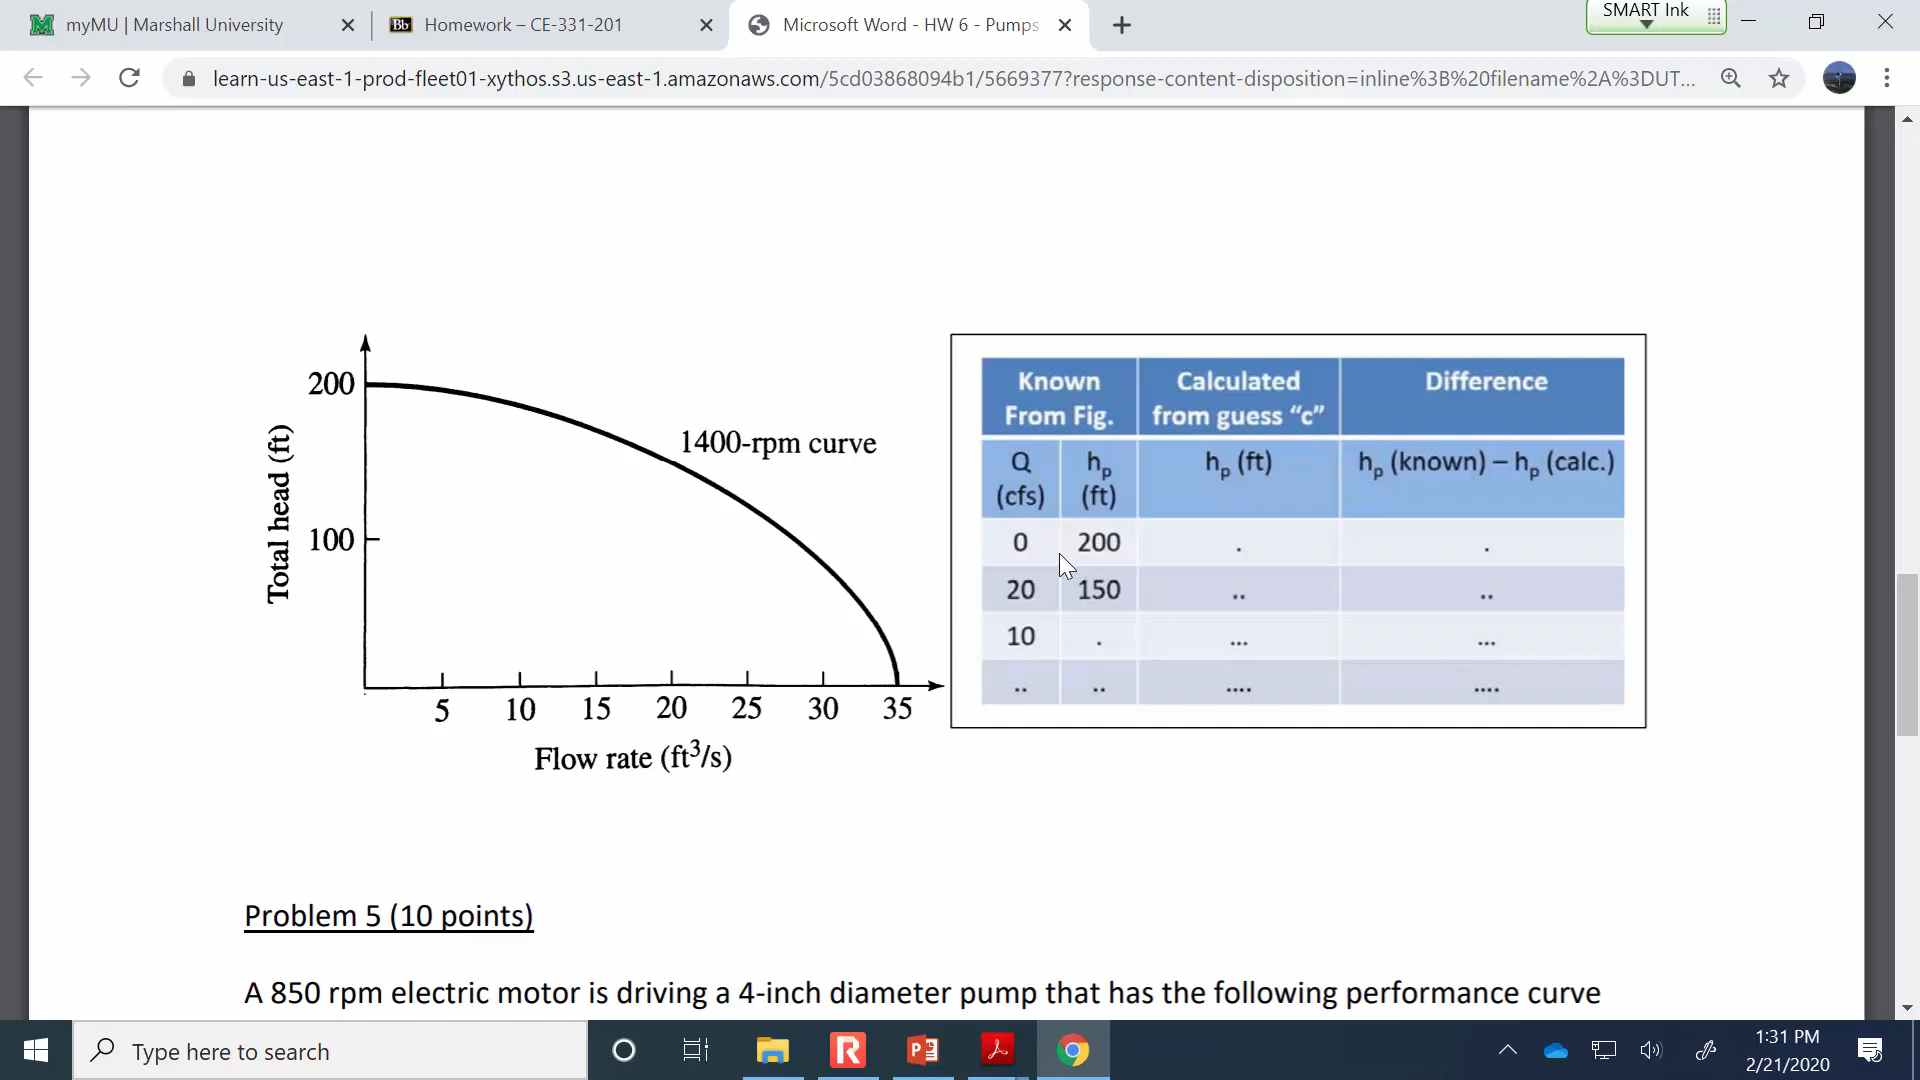 myMU | Marshall University
Homework – CE-331-201
Microsoft Word - HW 6 - Pumps
SMART Ink
learn-us-east-1-prod-fleet01-xythos.s3.us-east-1.amazonaws.com/5cd03868094b1/5669377?response-content-disposition=inline%3B%20filename%2A%3DUT...
200
100
Total head (ft)
1400-rpm curve
5 10 15 20 25 30 35
Flow rate (ft³/s)
Known From Fig.
Calculated from guess “c”
Difference
Q (cfs)
hp (ft)
hp (ft)
hp (known) – hp (calc.)
0 200 . .
20 150 .. ..
10 . ... ...
.. .. .... ....
Problem 5 (10 points)
A 850 rpm electric motor is driving a 4-inch diameter pump that has the following performance curve
Type here to search
1:31 PM
2/21/2020